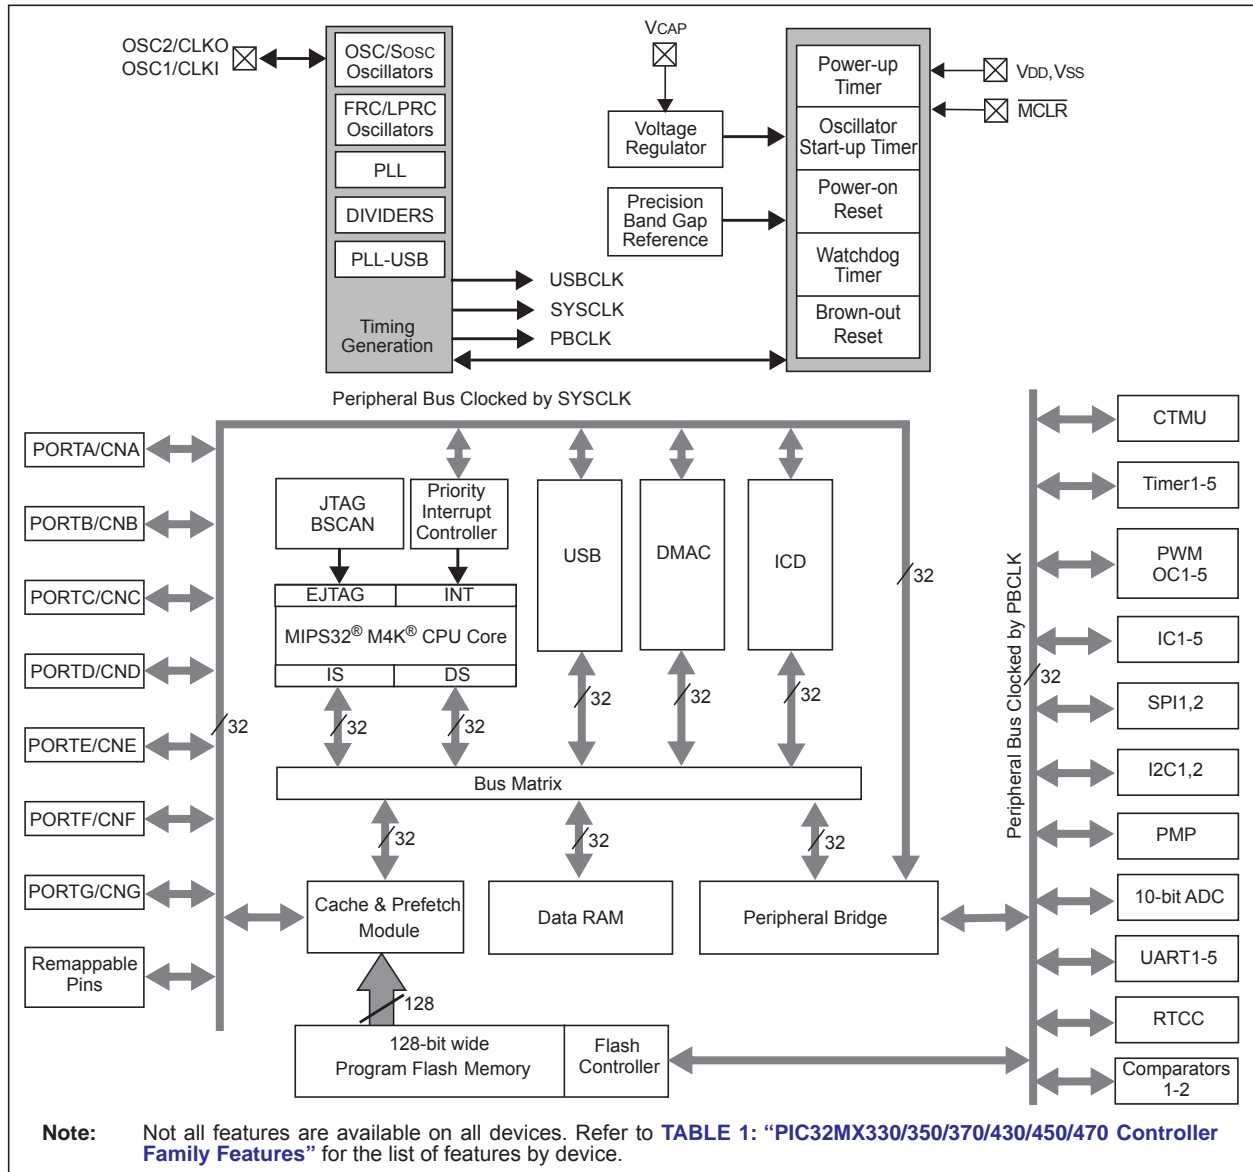 OSC2/CLKO
OSC1/CLKI
OSC/SOSC
Oscillators
FRC/LPRC
Oscillators
PLL
DIVIDERS
PLL-USB
Timing
Generation
USBCLK
SYSCLK
PBCLK
VCAP
Voltage
Regulator
Precision
Band Gap
Reference
Power-up
Timer
Oscillator
Start-up Timer
Power-on
Reset
Watchdog
Timer
Brown-out
Reset
VDD,VSS
MCLR
Peripheral Bus Clocked by SYSCLK
PORTA/CNA
PORTB/CNB
PORTC/CNC
PORTD/CND
PORTE/CNE
PORTF/CNF
PORTG/CNG
Remappable
Pins
32
JTAG
BSCAN
Priority
Interrupt
Controller
EJTAG
INT
MIPS32® M4K® CPU Core
IS
DS
USB
DMAC
ICD
32
32
32
32
32
32
Bus Matrix
32
32
32
Cache & Prefetch
Module
Data RAM
Peripheral Bridge
128
128-bit wide
Program Flash Memory
Flash
Controller
Peripheral Bus Clocked by PBCLK
32
CTMU
Timer1-5
PWM
OC1-5
IC1-5
SPI1,2
I2C1,2
PMP
10-bit ADC
UART1-5
RTCC
Comparators
1-2
Note: Not all features are available on all devices. Refer to TABLE 1: “PIC32MX330/350/370/430/450/470 Controller
Family Features” for the list of features by device.